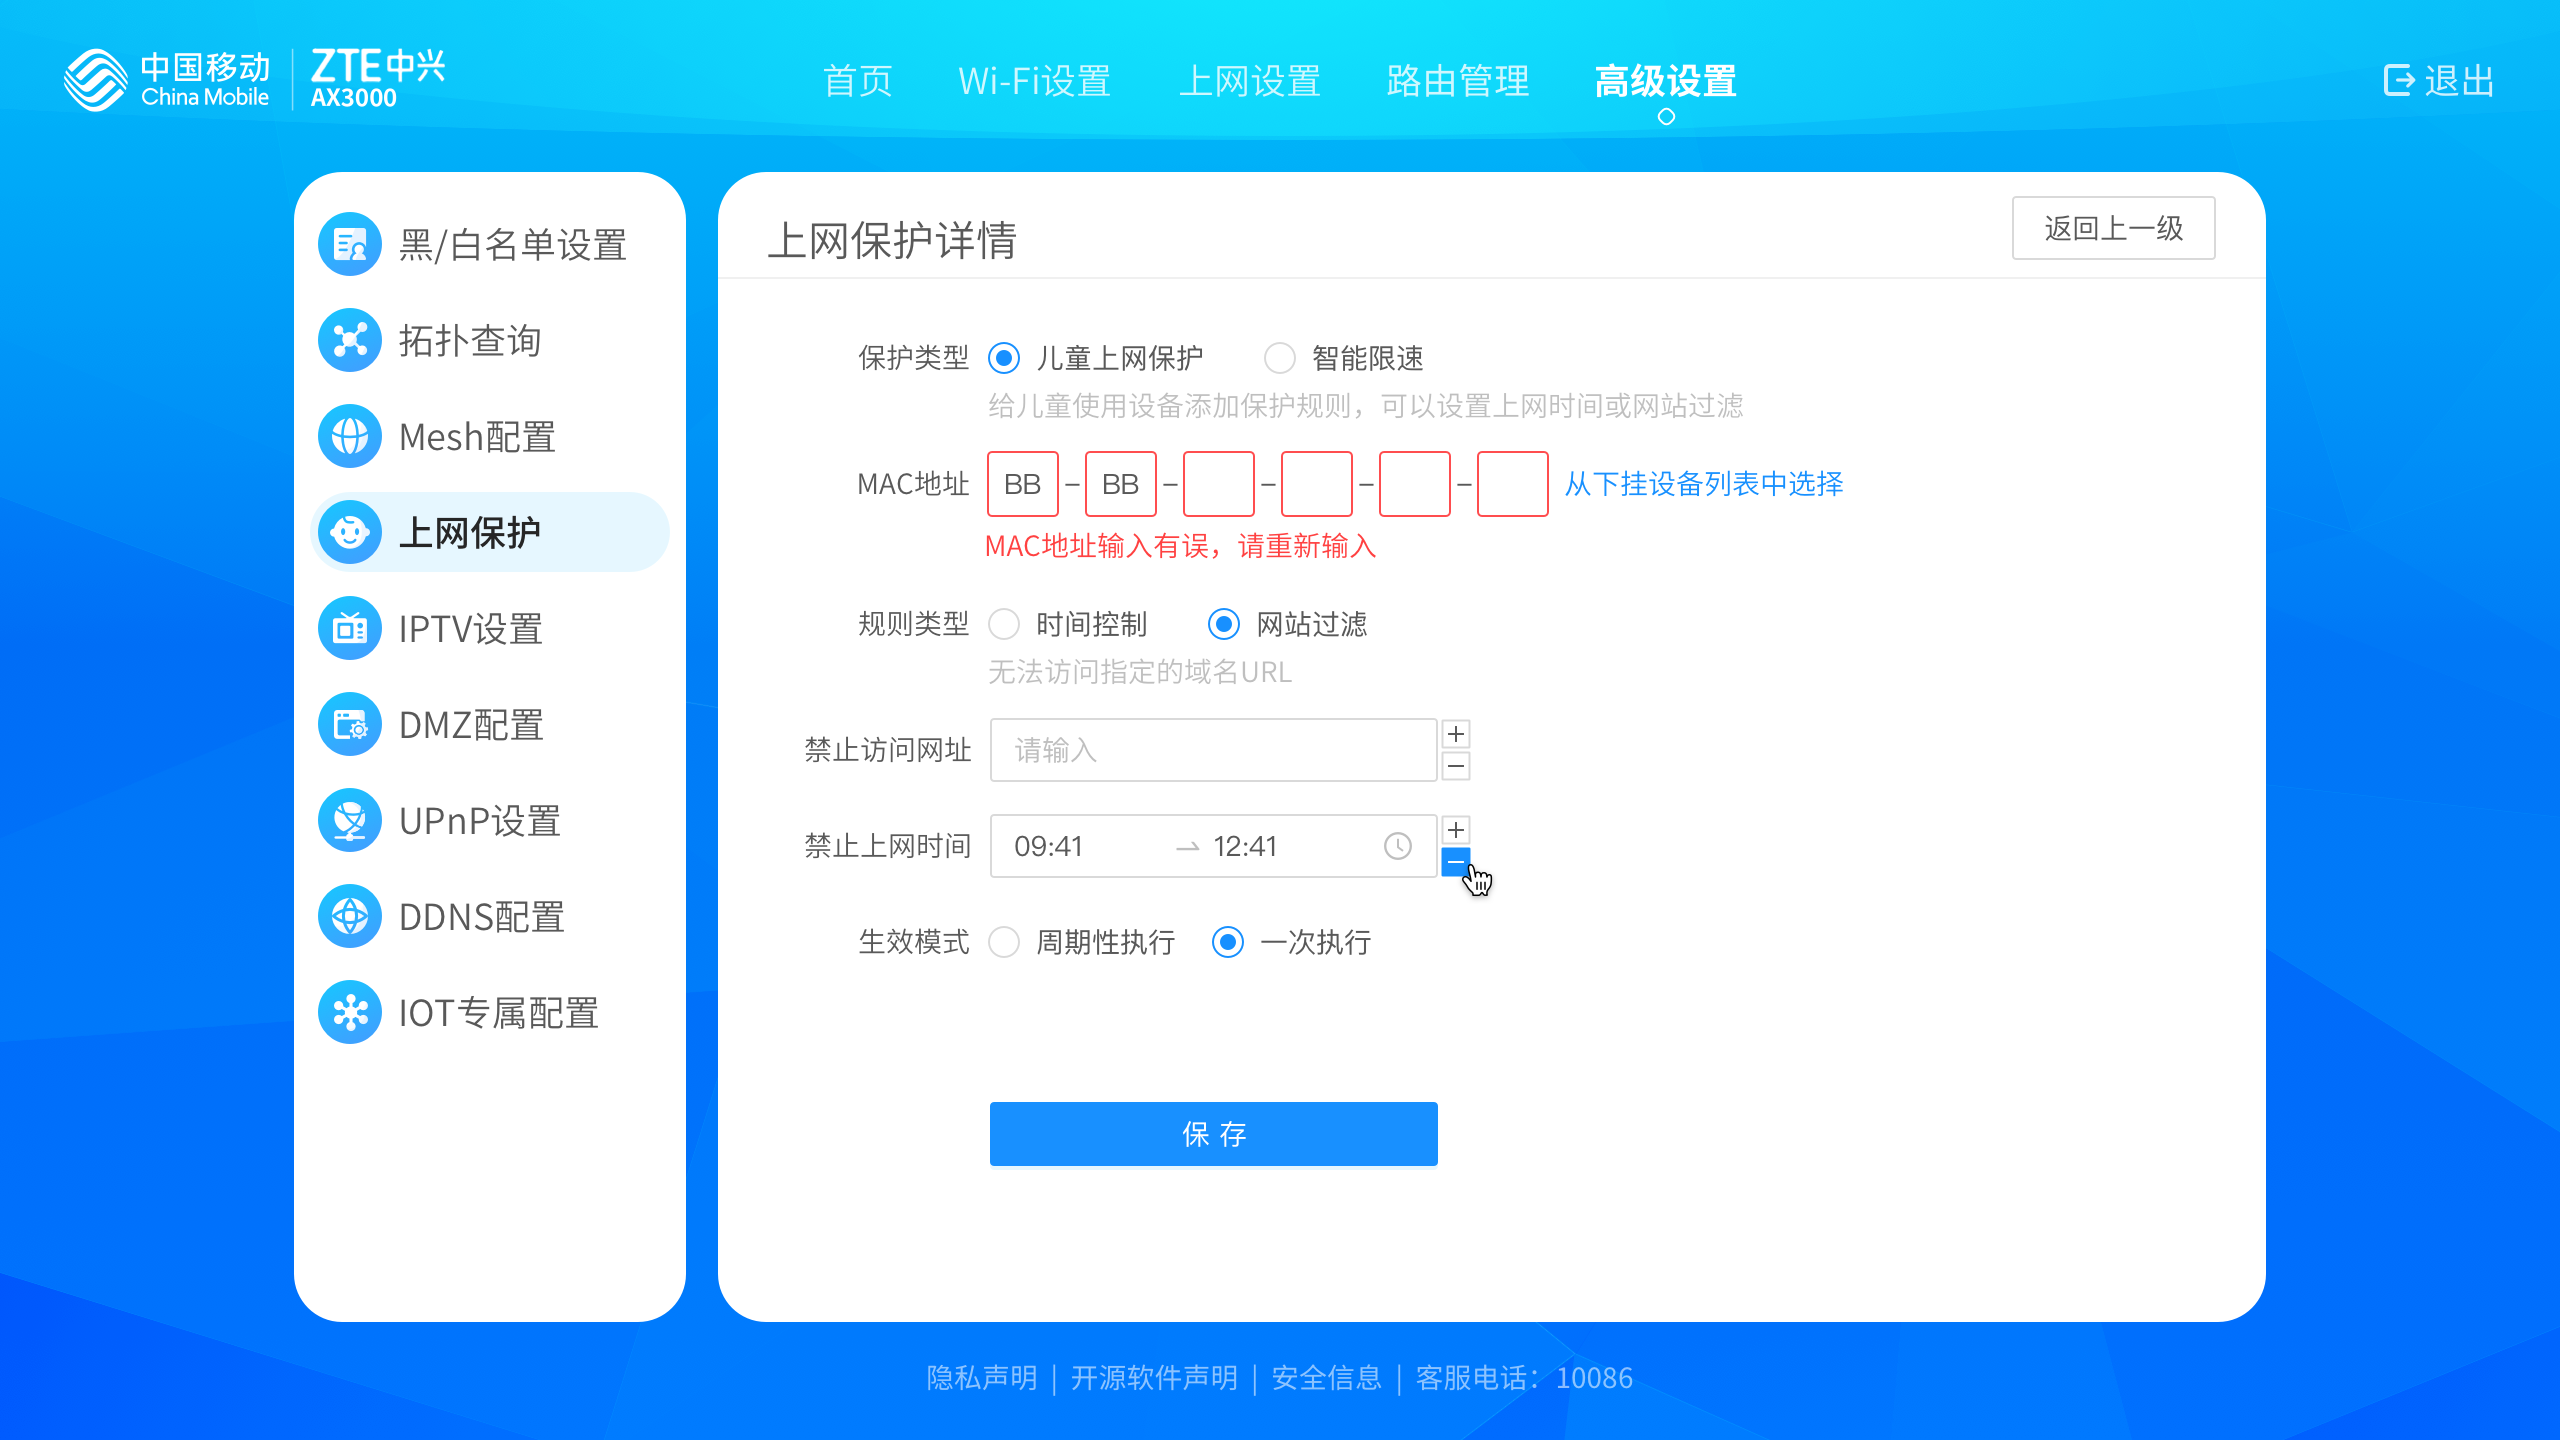 中国移动
China Mobile
ZTE中兴
AX3000
首页 Wi-Fi设置 上网设置 路由管理 高级设置
退出
黑/白名单设置
拓扑查询
Mesh配置
上网保护
IPTV设置
DMZ配置
UPnP设置
DDNS配置
IOT专属配置
上网保护详情
返回上一级
保护类型 儿童上网保护 智能限速
给儿童使用设备添加保护规则，可以设置上网时间或网站过滤
MAC地址 BB – BB – – – – 从下挂设备列表中选择
MAC地址输入有误，请重新输入
规则类型 时间控制 网站过滤
无法访问指定的域名URL
禁止访问网址 请输入
禁止上网时间 09:41 12:41
生效模式 周期性执行 一次执行
保 存
隐私声明 | 开源软件声明 | 安全信息 | 客服电话：10086